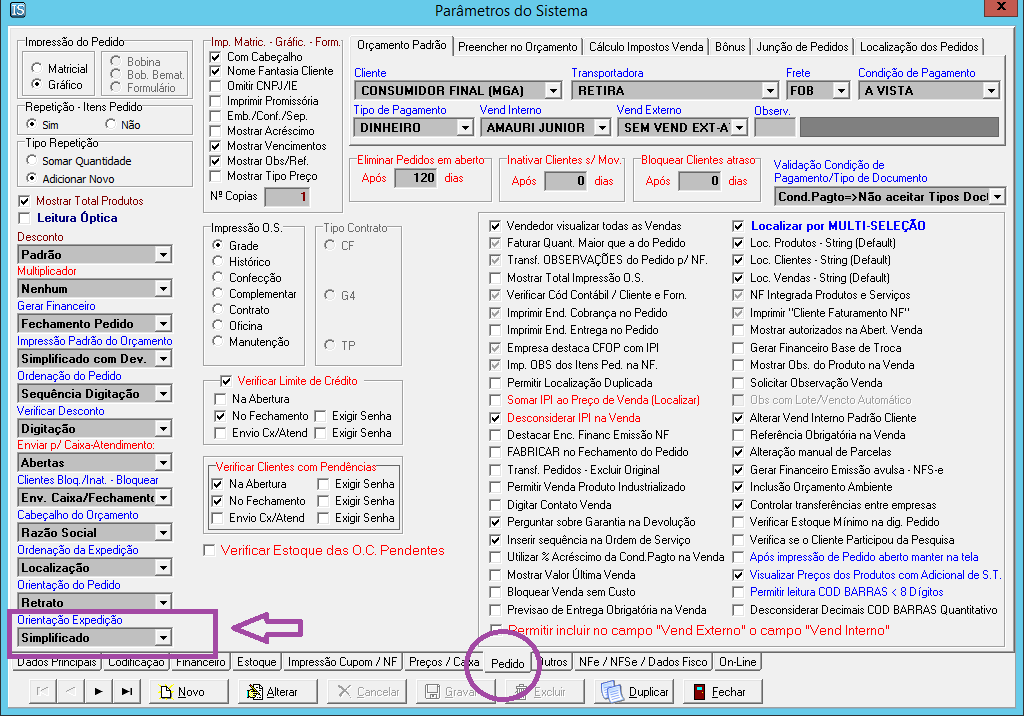 Parâmetros do Sistema
Impressão do Pedido
Matricial
Gráfico
Bobina
Bob. Bemat.
Formulário
Repetição - Itens Pedido
Sim
Não
Tipo Repetição
Somar Quantidade
Adicionar Novo
Mostrar Total Produtos
Leitura Óptica
Desconto
Padrão
Multiplicador
Nenhum
Gerar Financeiro
Fechamento Pedido
Impressão Padrão do Orçamento
Simplificado com Dev.
Ordenação do Pedido
Sequência Digitação
Verificar Desconto
Digitação
Enviar p/ Caixa-Atendimento:
Abertas
Clientes Bloq./Inat. - Bloquear
Env. Caixa/Fechamento
Cabeçalho do Orçamento
Razão Social
Ordenação da Expedição
Localização
Orientação do Pedido
Retrato
Orientação Expedição
Simplificado
Imp. Matric. - Gráfic. - Form.
Com Cabeçalho
Nome Fantasia Cliente
Omitir CNPJ/IE
Imprimir Promissória
Emb./Conf./Sep.
Mostrar Acréscimo
Mostrar Vencimentos
Mostrar Obs/Ref.
Mostrar Tipo Preço
Nº Copias 1
Impressão O.S.
Grade
Histórico
Confecção
Complementar
Contrato
Oficina
Manutenção
Tipo Contrato
CF
G4
TP
Verificar Limite de Crédito
Na Abertura
No Fechamento Exigir Senha
Envio Cx/Atend Exigir Senha
Verificar Clientes com Pendências
Na Abertura Exigir Senha
No Fechamento Exigir Senha
Envio Cx/Atend Exigir Senha
Verificar Estoque das O.C. Pendentes
Orçamento Padrão Preencher no Orçamento Cálculo Impostos Venda Bônus Junção de Pedidos Localização dos Pedidos
Cliente Transportadora Frete Condição de Pagamento
CONSUMIDOR FINAL (MGA) RETIRA FOB A VISTA
Tipo de Pagamento Vend Interno Vend Externo Observ.
DINHEIRO AMAURI JUNIOR SEM VEND EXT-A
Eliminar Pedidos em aberto
Após 120 dias
Inativar Clientes s/ Mov.
Após 0 dias
Bloquear Clientes atraso
Após 0 dias
Validação Condição de
Pagamento/Tipo de Documento
Cond.Pagto=>Não aceitar Tipos Doc
Vendedor visualizar todas as Vendas
Faturar Quant. Maior que a do Pedido
Transf. OBSERVAÇÕES do Pedido p/ NF.
Mostrar Total Impressão O.S.
Verificar Cód Contábil / Cliente e Forn.
Imprimir End. Cobrança no Pedido
Imprimir End. Entrega no Pedido
Empresa destaca CFOP com IPI
Imp. OBS dos Itens Ped. na NF.
Permitir Localização Duplicada
Somar IPI ao Preço de Venda (Localizar)
Desconsiderar IPI na Venda
Destacar Enc. Financ Emissão NF
FABRICAR no Fechamento do Pedido
Transf. Pedidos - Excluir Original
Permitir Venda Produto Industrializado
Digitar Contato Venda
Perguntar sobre Garantia na Devolução
Inserir sequência na Ordem de Serviço
Utilizar % Acréscimo da Cond.Pagto na Venda
Mostrar Valor Última Venda
Bloquear Venda sem Custo
Previsao de Entrega Obrigatória na Venda
Permitir incluir no campo "Vend Externo" o campo "Vend Interno"
Localizar por MULTI-SELEÇÃO
Loc. Produtos - String (Default)
Loc. Clientes - String (Default)
Loc. Vendas - String (Default)
NF Integrada Produtos e Serviços
Imprimir "Cliente Faturamento NF"
Mostrar autorizados na Abert. Venda
Gerar Financeiro Base de Troca
Mostrar Obs. do Produto na Venda
Solicitar Observação Venda
Obs com Lote/Vencto Automático
Alterar Vend Interno Padrão Cliente
Referência Obrigatória na Venda
Alteração manual de Parcelas
Gerar Financeiro Emissão avulsa - NFS-e
Inclusão Orçamento Ambiente
Controlar transferências entre empresas
Verificar Estoque Mínimo na dig. Pedido
Verifica se o Cliente Participou da Pesquisa
Após impressão de Pedido aberto manter na tela
Visualizar Preços dos Produtos com Adicional de S.T.
Permitir leitura COD BARRAS < 8 Dígitos
Desconsiderar Decimais COD BARRAS Quantitativo
Dados Principais Codificação Financeiro Estoque Impressão Cupom / NF Preços / Caixa Pedido Outros NFe / NFSe / Dados Fisco On-Line
Novo Alterar Cancelar Gravar Excluir Duplicar Fechar